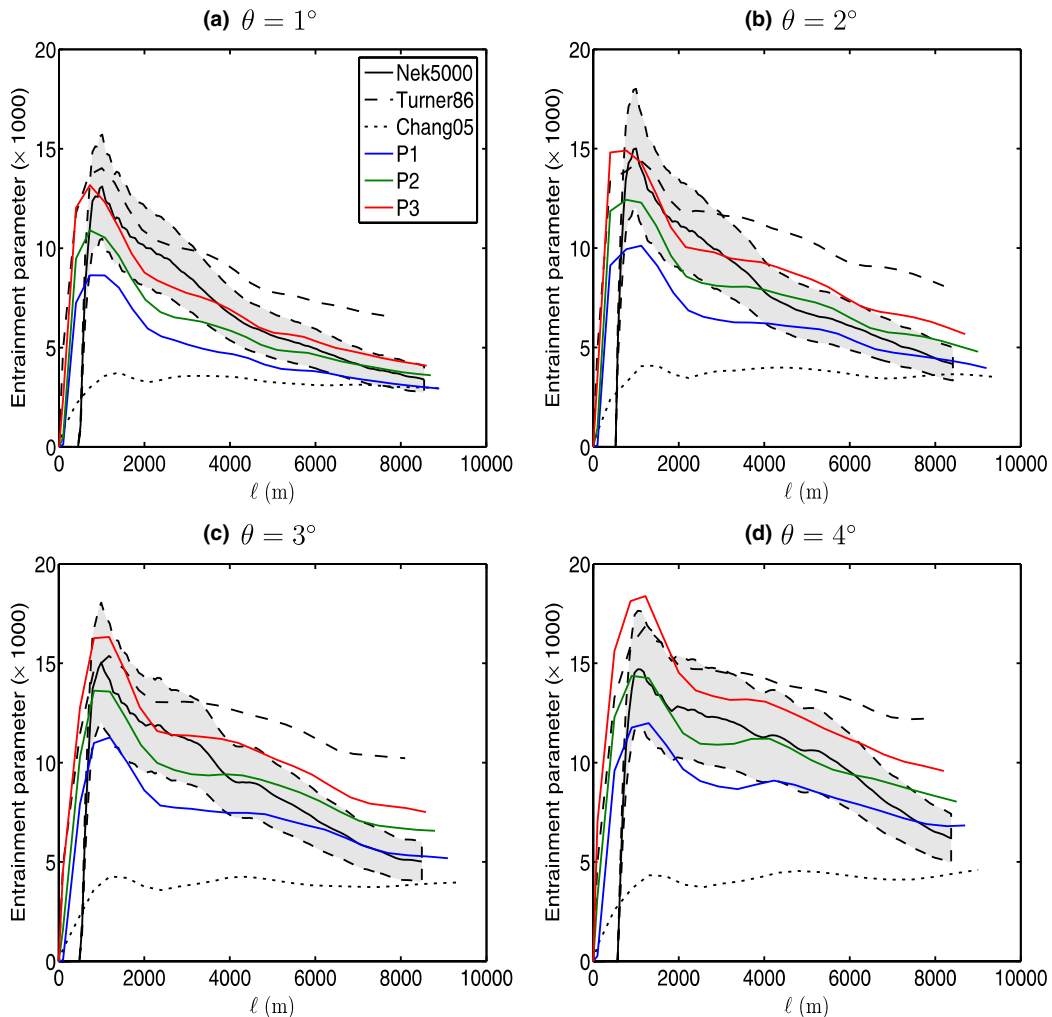 (a) θ = 1°
Entrainment parameter (× 1000)
20
15
10
5
0
0 2000 4000 6000 8000 10000
ℓ (m)
Nek5000
Turner86
Chang05
P1
P2
P3
(b) θ = 2°
Entrainment parameter (× 1000)
20
15
10
5
0
0 2000 4000 6000 8000 10000
ℓ (m)
(c) θ = 3°
Entrainment parameter (× 1000)
20
15
10
5
0
0 2000 4000 6000 8000 10000
ℓ (m)
(d) θ = 4°
Entrainment parameter (× 1000)
20
15
10
5
0
0 2000 4000 6000 8000 10000
ℓ (m)